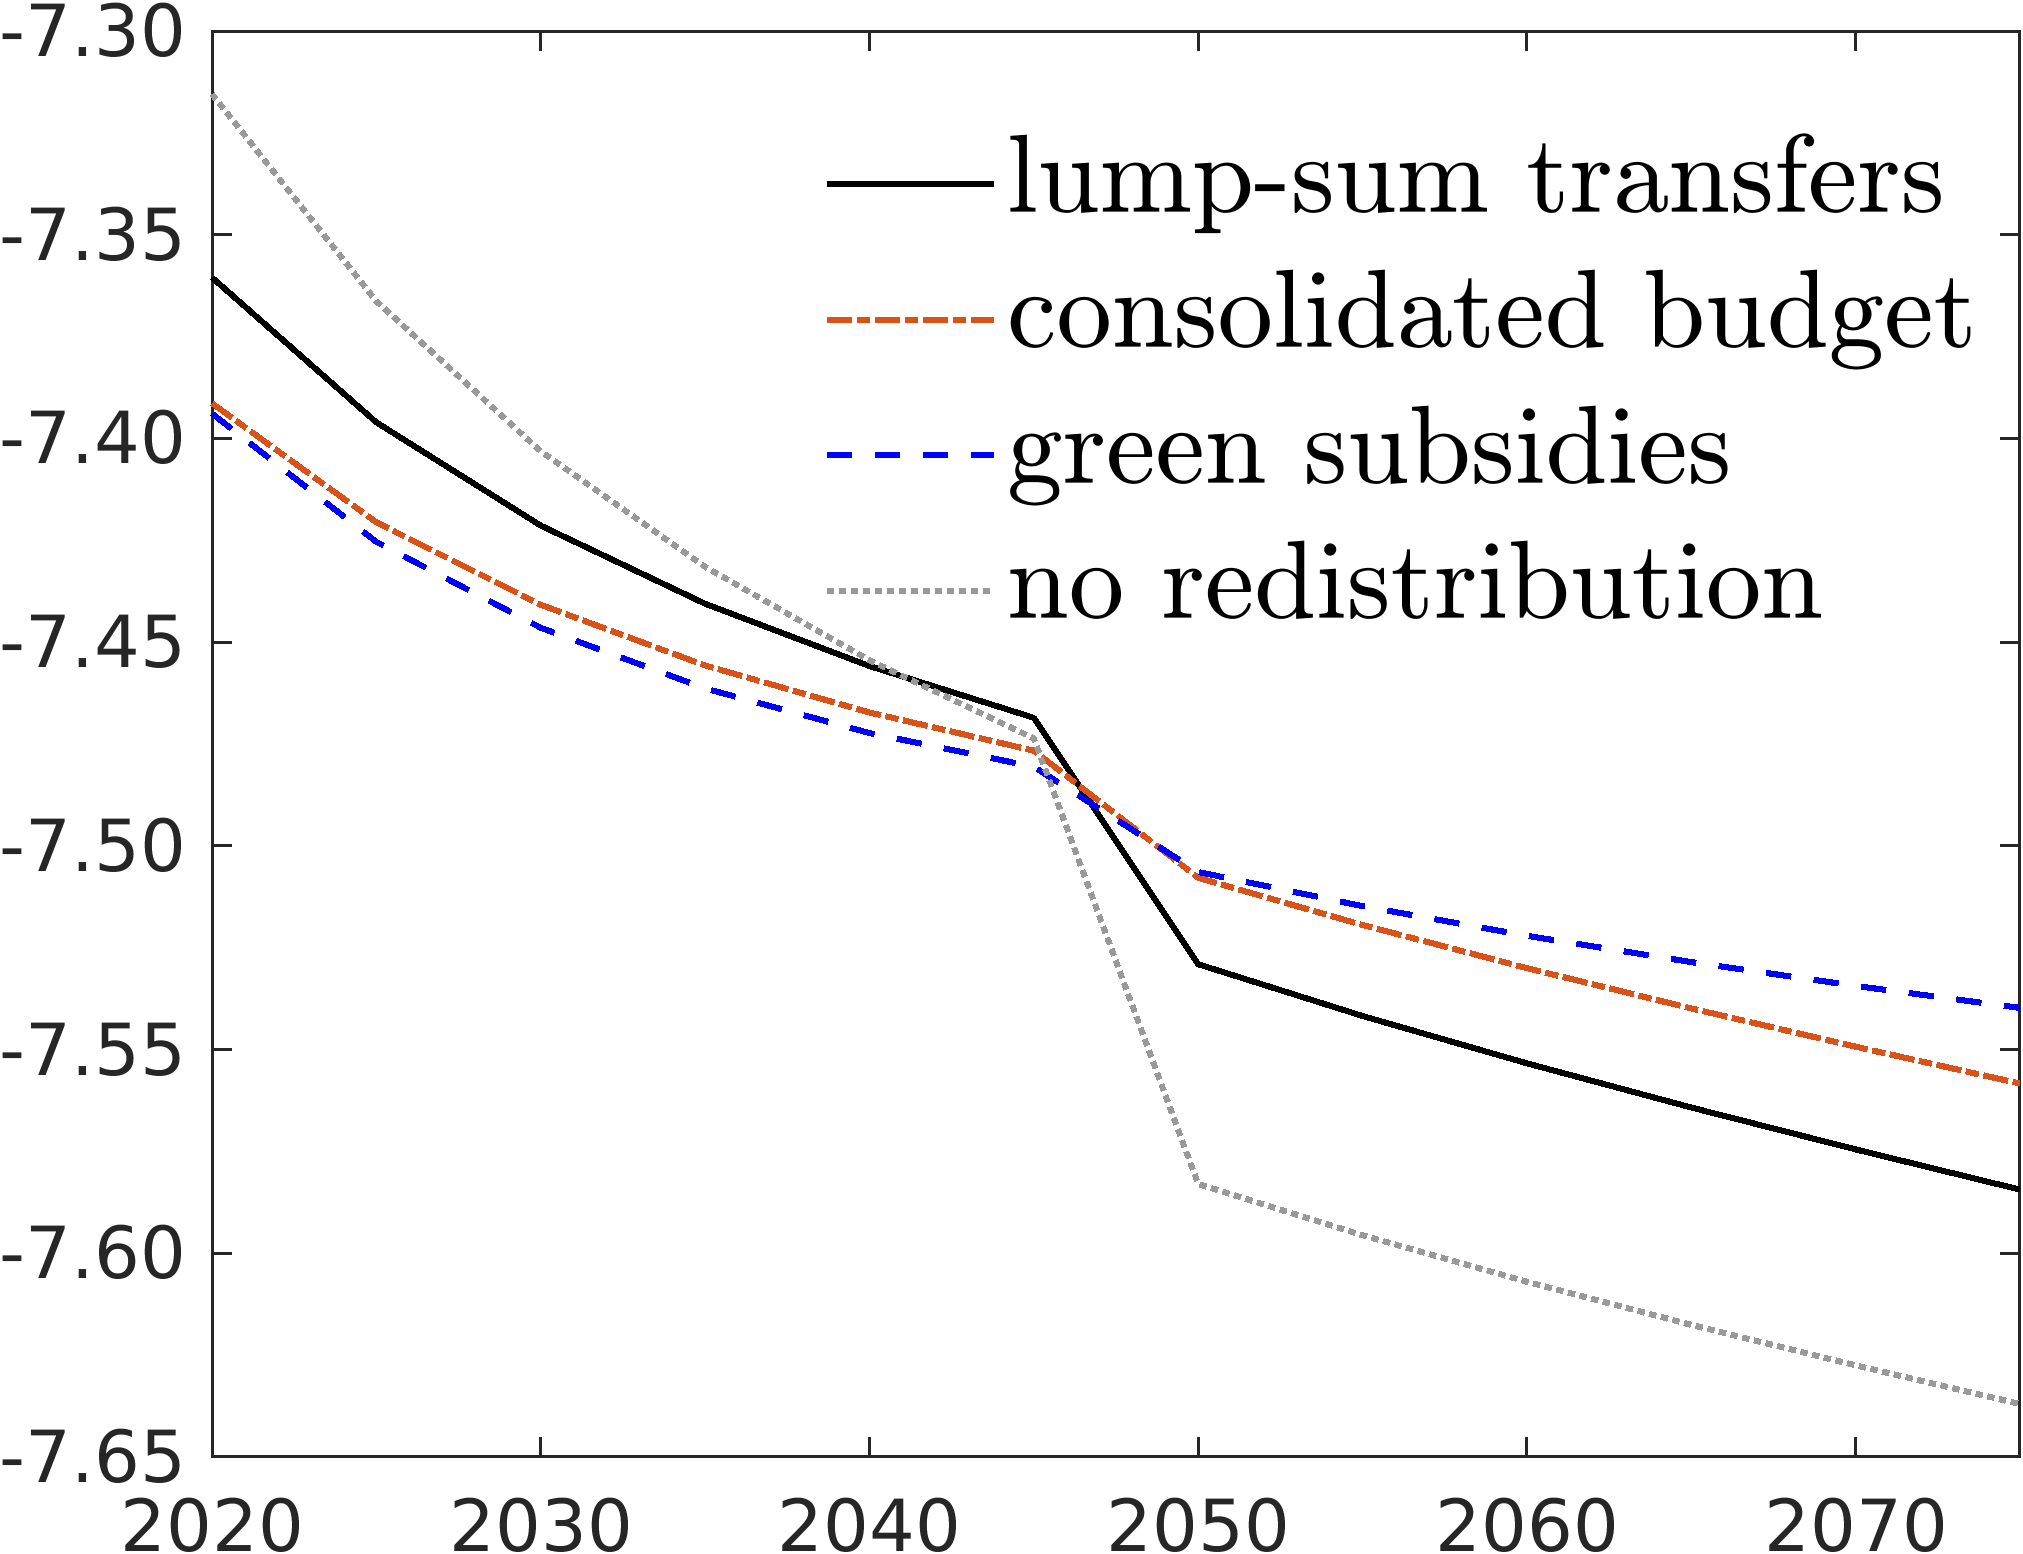 -7.30
-7.35
-7.40
-7.45
-7.50
-7.55
-7.60
-7.65
lump-sum transfers
consolidated budget
green subsidies
no redistribution
2020 2030 2040 2050 2060 2070